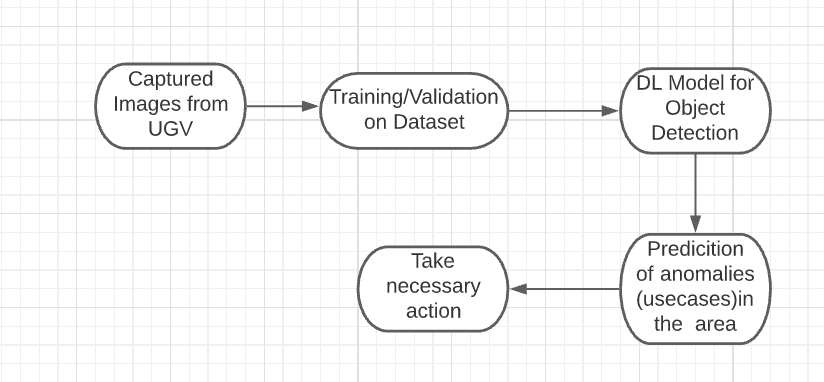 Captured
Images from
UGV
Training/Validation
on Dataset
DL Model for
Object
Detection
Predicition
of anomalies
(usecases)in
the area
Take
necessary
action